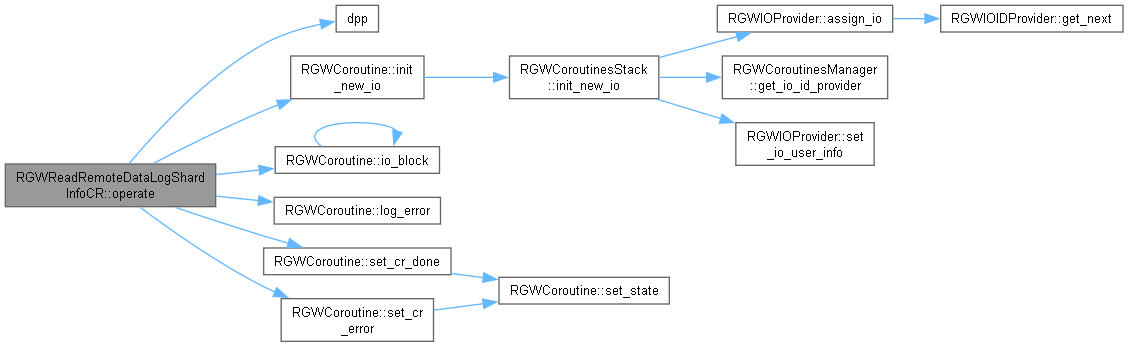 dpp
RGWIOProvider::assign_io
RGWIOIDProvider::get_next
RGWCoroutine::init
_new_io
RGWCoroutinesStack
::init_new_io
RGWCoroutinesManager
::get_io_id_provider
RGWIOProvider::set
_io_user_info
RGWCoroutine::io_block
RGWReadRemoteDataLogShard
InfoCR::operate
RGWCoroutine::log_error
RGWCoroutine::set_cr_done
RGWCoroutine::set_state
RGWCoroutine::set_cr
_error